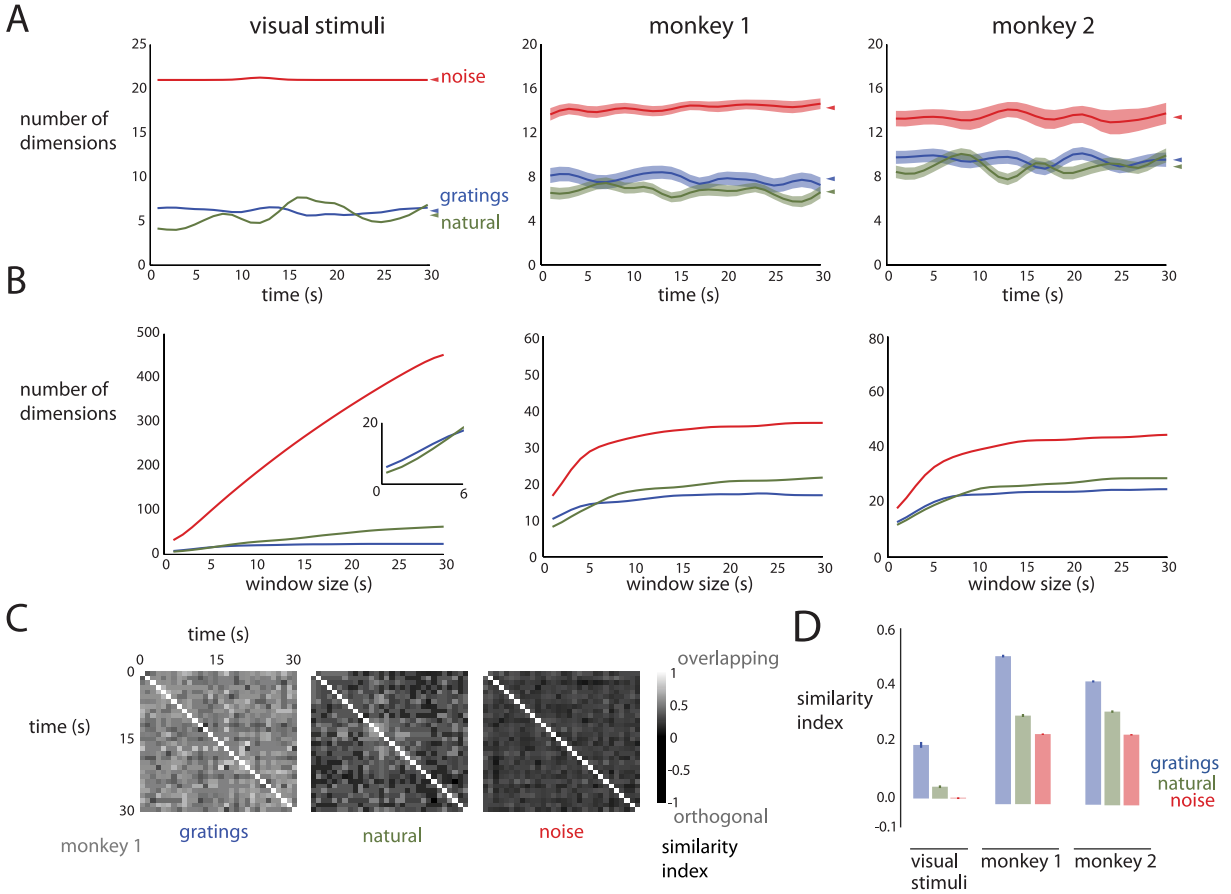 A
visual stimuli
monkey 1
monkey 2
number of
dimensions
25
20
15
10
5
0
noise
gratings
natural
0 5 10 15 20 25 30
time (s)
20
16
12
8
4
0
0 5 10 15 20 25 30
time (s)
20
16
12
8
4
0
0 5 10 15 20 25 30
time (s)
B
number of
dimensions
500
400
300
200
100
0
20
0
6
0 5 10 15 20 25 30
window size (s)
60
50
40
30
20
10
0
0 5 10 15 20 25 30
window size (s)
80
60
40
20
0
0 5 10 15 20 25 30
window size (s)
C
time (s)
0 15 30
time (s)
0
15
30
monkey 1
gratings
natural
noise
overlapping
1
0.5
0
-0.5
-1
orthogonal
similarity
index
D
similarity
index
0.6
0.4
0.2
0.0
-0.1
gratings
natural
noise
visual
stimuli
monkey 1
monkey 2